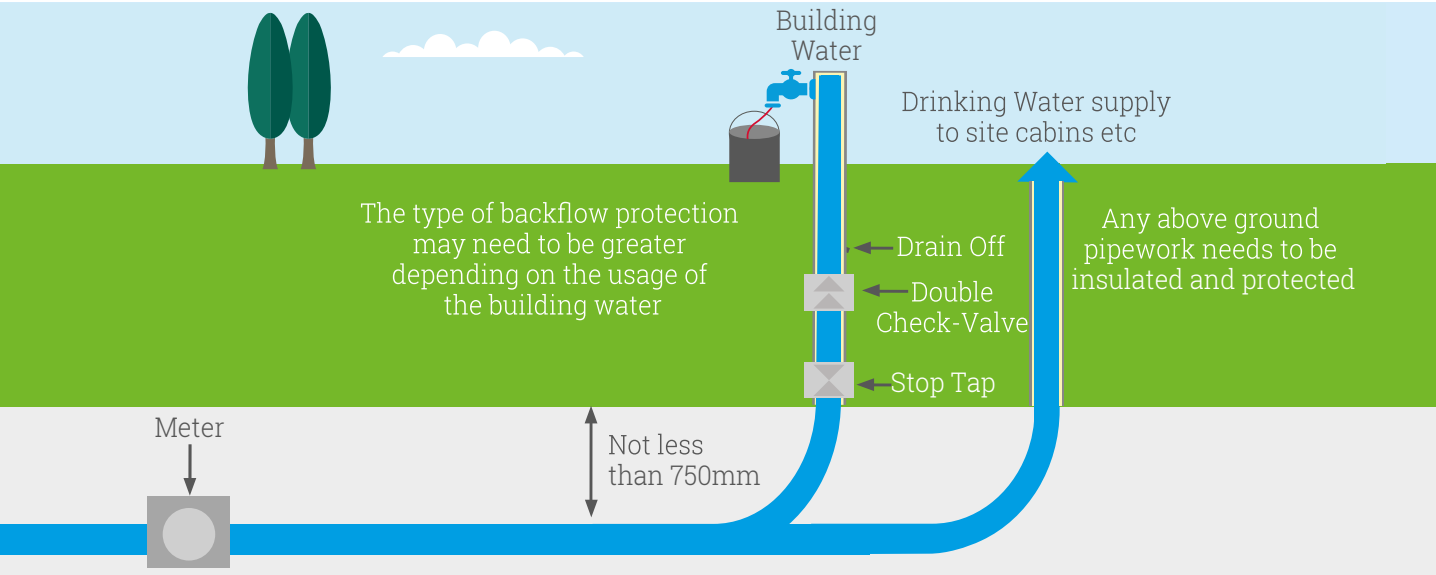 Building
Water
Drinking Water supply
to site cabins etc
The type of backflow protection
may need to be greater
depending on the usage of
the building water
Drain Off
Double
Check-Valve
Stop Tap
Any above ground
pipework needs to be
insulated and protected
Meter
Not less
than 750mm